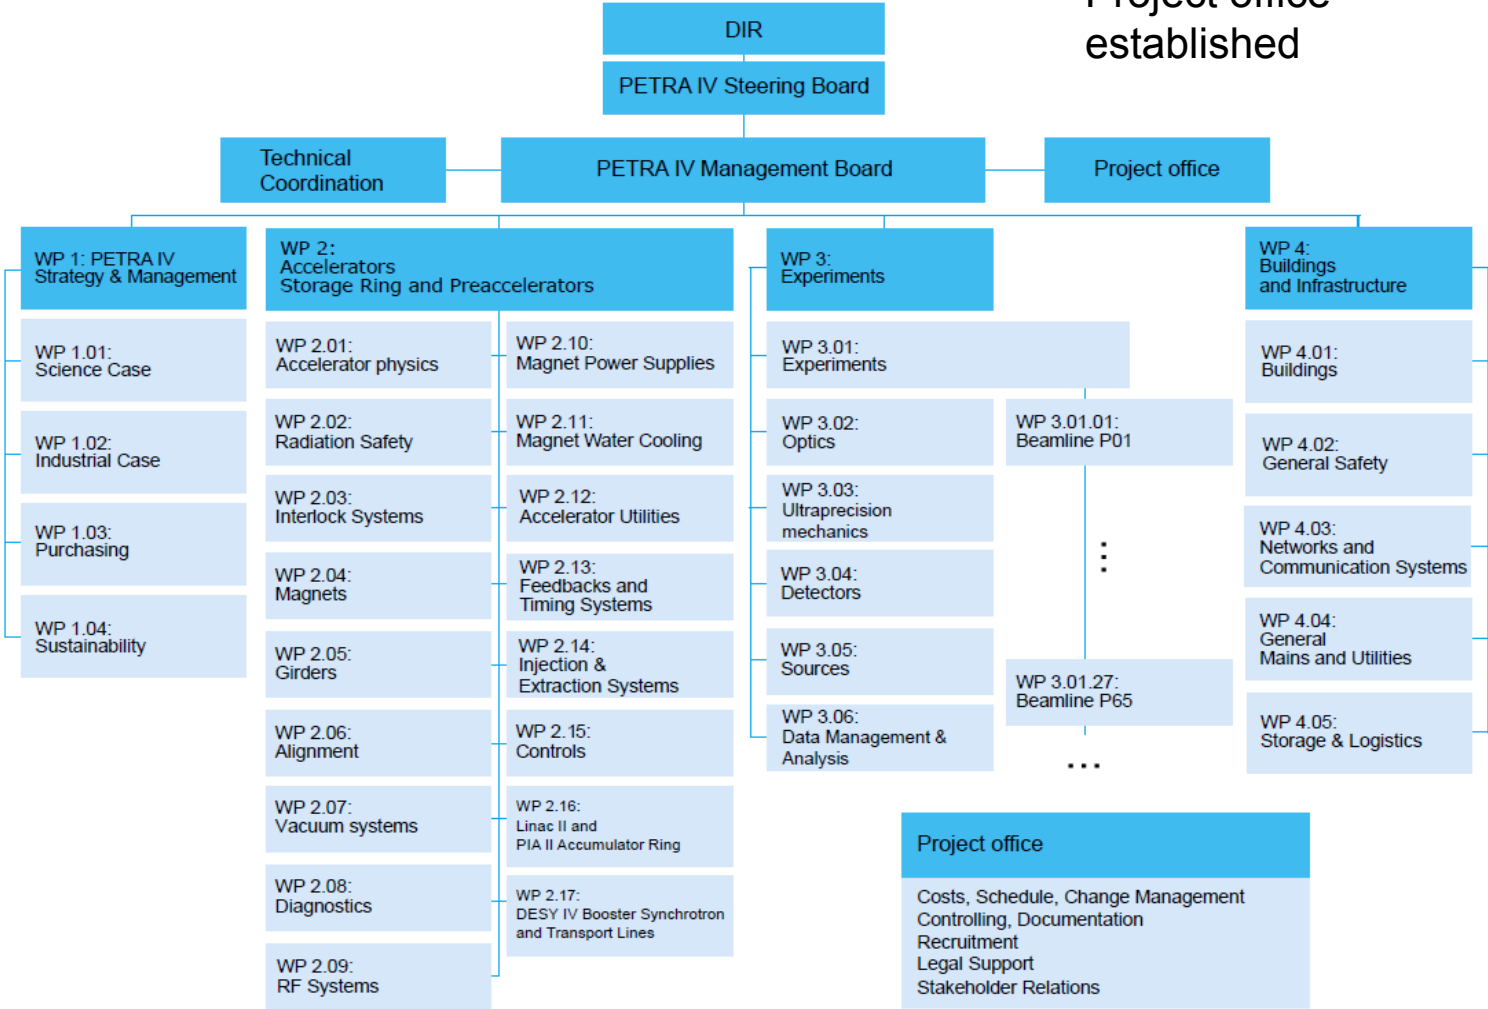 Project office
established
DIR
PETRA IV Steering Board
Technical
Coordination
PETRA IV Management Board
Project office
WP 1: PETRA IV
Strategy & Management
WP 1.01:
Science Case
WP 1.02:
Industrial Case
WP 1.03:
Purchasing
WP 1.04:
Sustainability
WP 2:
Accelerators
Storage Ring and Preaccelerators
WP 2.01:
Accelerator physics
WP 2.02:
Radiation Safety
WP 2.03:
Interlock Systems
WP 2.04:
Magnets
WP 2.05:
Girders
WP 2.06:
Alignment
WP 2.07:
Vacuum systems
WP 2.08:
Diagnostics
WP 2.09:
RF Systems
WP 2.10:
Magnet Power Supplies
WP 2.11:
Magnet Water Cooling
WP 2.12:
Accelerator Utilities
WP 2.13:
Feedbacks and
Timing Systems
WP 2.14:
Injection &
Extraction Systems
WP 2.15:
Controls
WP 2.16:
Linac II and
PIA II Accumulator Ring
WP 2.17:
DESY IV Booster Synchrotron
and Transport Lines
WP 3:
Experiments
WP 3.01:
Experiments
WP 3.02:
Optics
WP 3.03:
Ultraprecision
mechanics
WP 3.04:
Detectors
WP 3.05:
Sources
WP 3.06:
Data Management &
Analysis
WP 3.01.01:
Beamline P01
⋮
WP 3.01.27:
Beamline P65
...
WP 4:
Buildings
and Infrastructure
WP 4.01:
Buildings
WP 4.02:
General Safety
WP 4.03:
Networks and
Communication Systems
WP 4.04:
General
Mains and Utilities
WP 4.05:
Storage & Logistics
Project office
Costs, Schedule, Change Management
Controlling, Documentation
Recruitment
Legal Support
Stakeholder Relations